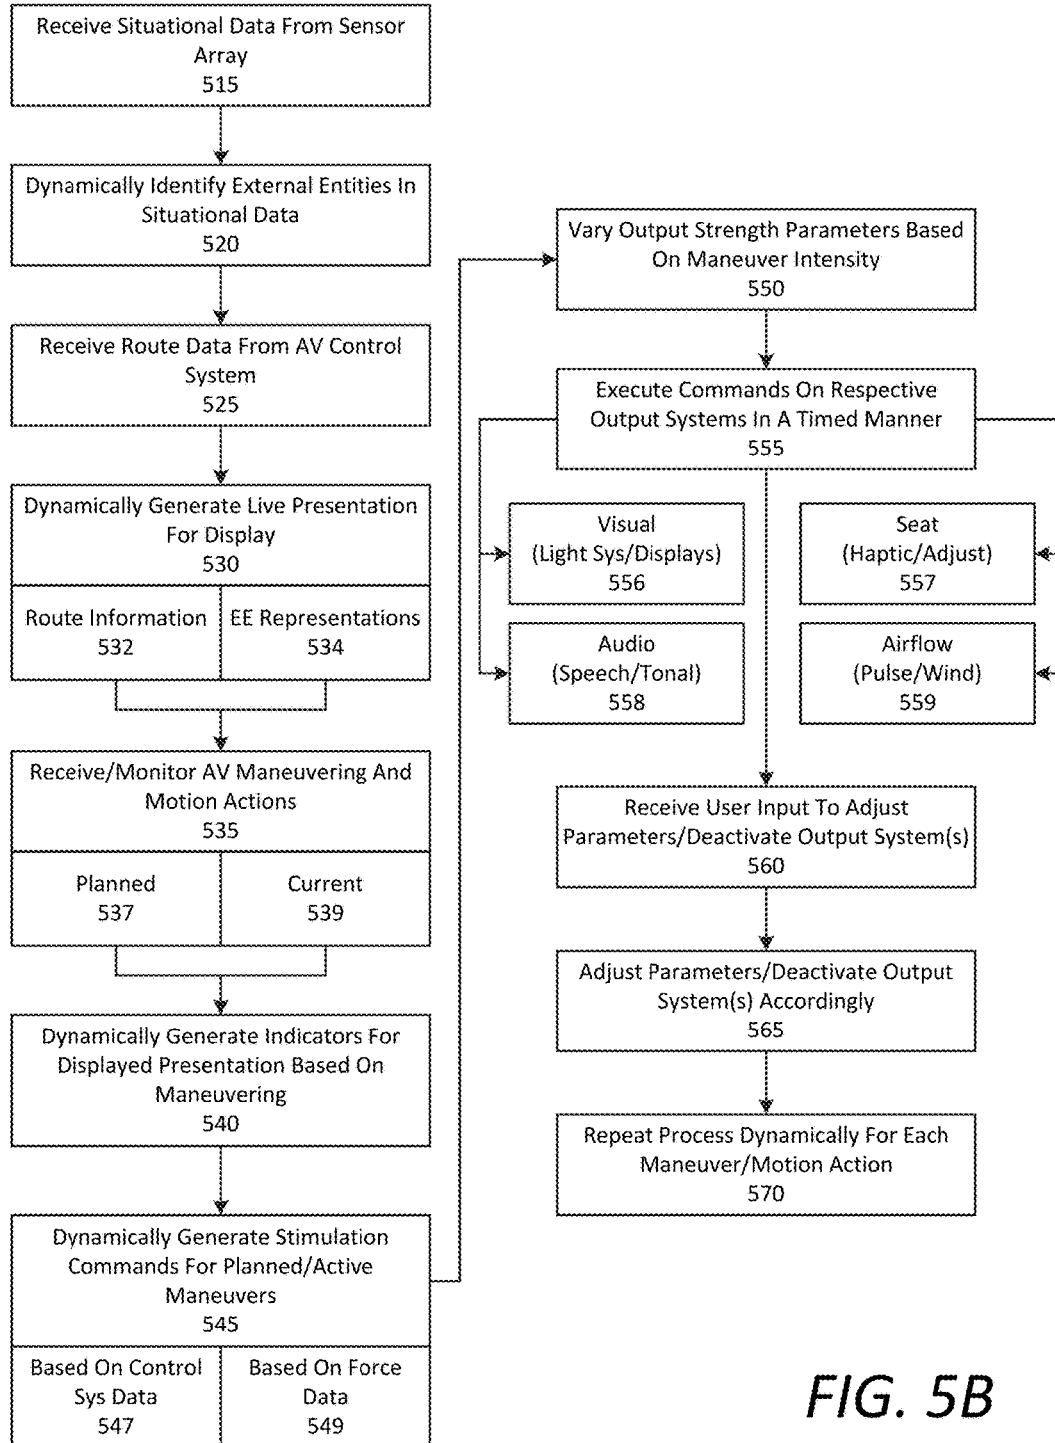 Receive Situational Data From Sensor
Array
515
Dynamically Identify External Entities In
Situational Data
520
Receive Route Data From AV Control
System
525
Dynamically Generate Live Presentation
For Display
530
Route Information
532
EE Representations
534
Receive/Monitor AV Maneuvering And
Motion Actions
535
Planned
537
Current
539
Dynamically Generate Indicators For
Displayed Presentation Based On
Maneuvering
540
Dynamically Generate Stimulation
Commands For Planned/Active
Maneuvers
545
Based On Control
Sys Data
547
Based On Force
Data
549
Vary Output Strength Parameters Based
On Maneuver Intensity
550
Execute Commands On Respective
Output Systems In A Timed Manner
555
Visual
(Light Sys/Displays)
556
Seat
(Haptic/Adjust)
557
Audio
(Speech/Tonal)
558
Airflow
(Pulse/Wind)
559
Receive User Input To Adjust
Parameters/Deactivate Output System(s)
560
Adjust Parameters/Deactivate Output
System(s) Accordingly
565
Repeat Process Dynamically For Each
Maneuver/Motion Action
570
FIG. 5B